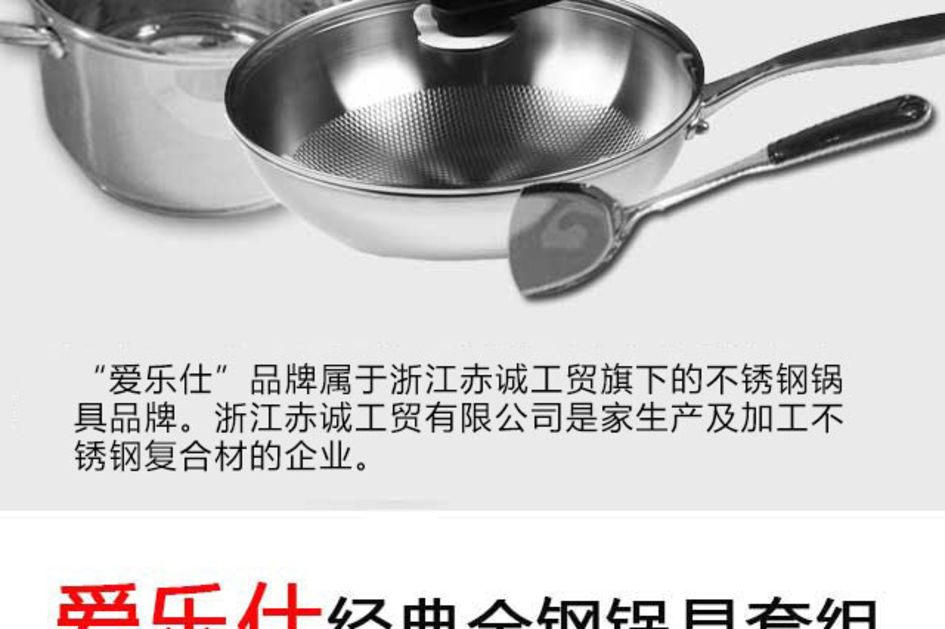 “爱乐仕”品牌属于浙江赤诚工贸旗下的不锈钢锅
具品牌。浙江赤诚工贸有限公司是家生产及加工不
锈钢复合材的企业。
爱乐仕经典全钢锅具套组